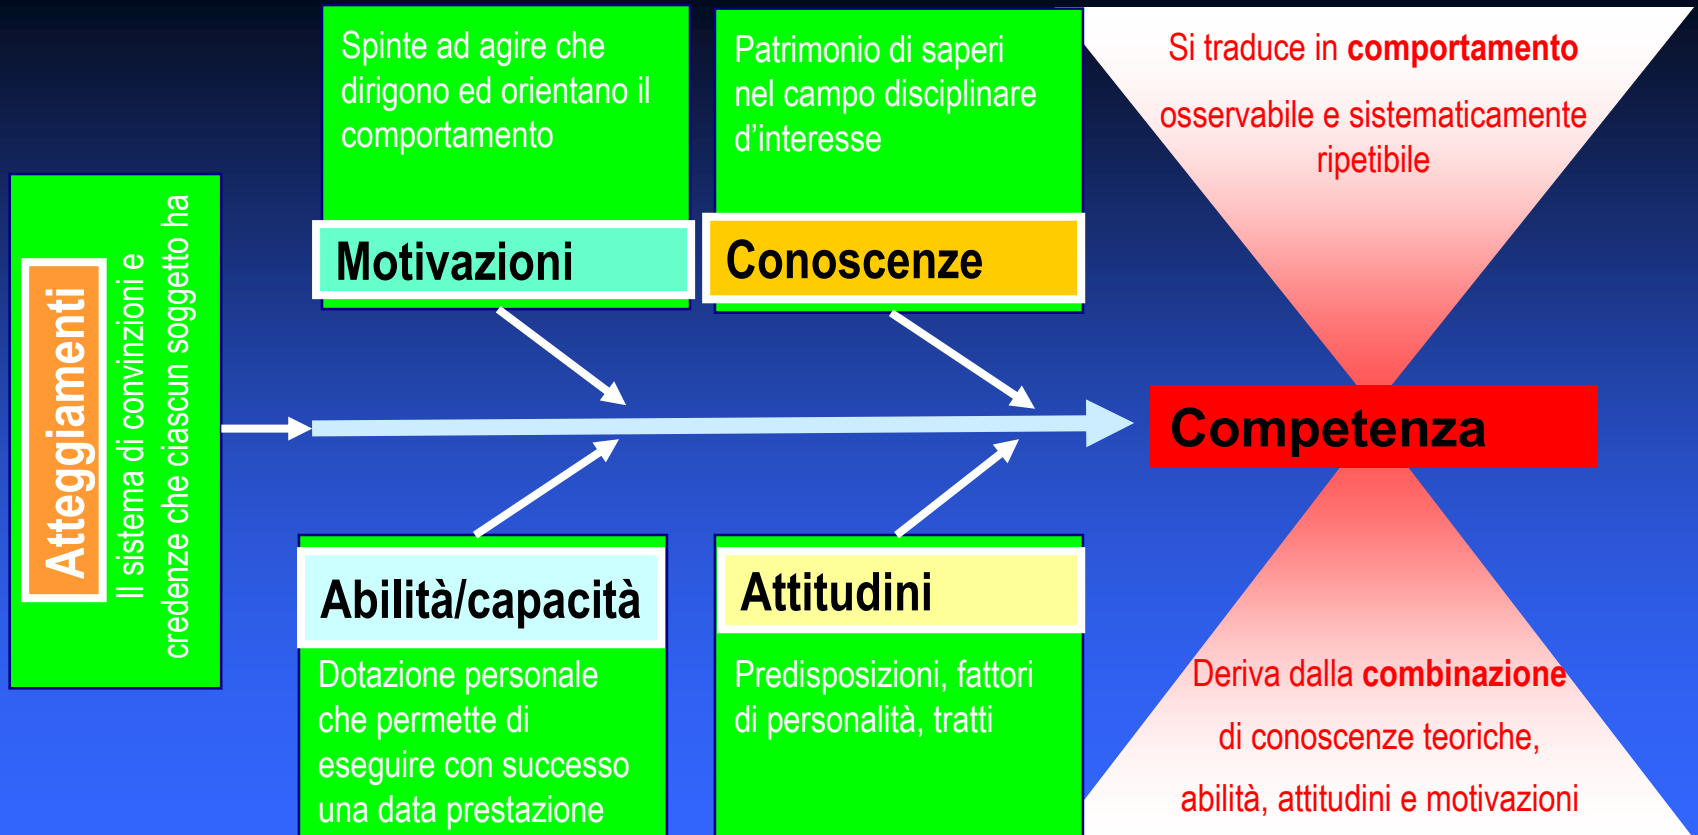 Spinte ad agire che
dirigono ed orientano il
comportamento
Motivazioni
Patrimonio di saperi
nel campo disciplinare
d’interesse
Conoscenze
Si traduce in comportamento
osservabile e sistematicamente
ripetibile
Atteggiamenti
Il sistema di convinzioni e
credenze che ciascun soggetto ha
Competenza
Abilità/capacità
Dotazione personale
che permette di
eseguire con successo
una data prestazione
Attitudini
Predisposizioni, fattori
di personalità, tratti
Deriva dalla combinazione
di conoscenze teoriche,
abilità, attitudini e motivazioni